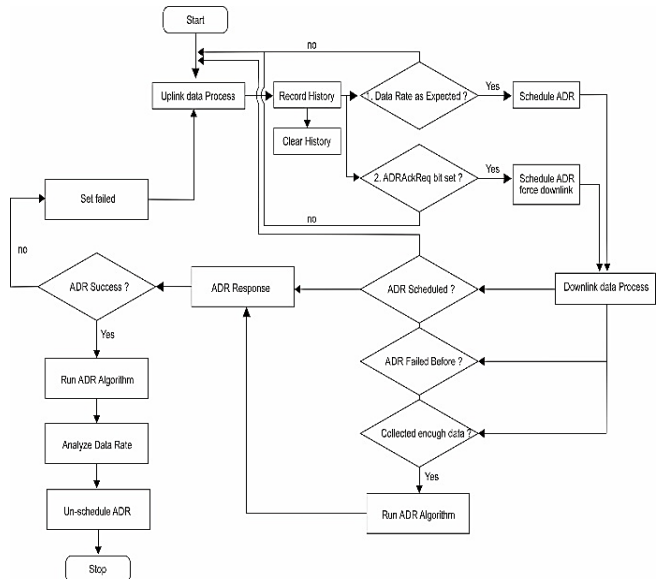 Start
no
Uplink data Process
Record History
1. Data Rate as Expected ?
Yes
Schedule ADR
Clear History
2. ADRAckReq bit set ?
Yes
Schedule ADR
force downlink
Set failed
no
no
ADR Success ?
ADR Response
ADR Scheduled ?
Downlink data Process
Yes
ADR Failed Before ?
Run ADR Algorithm
Collected enough data ?
Analyze Data Rate
Yes
Un-schedule ADR
Run ADR Algorithm
Stop